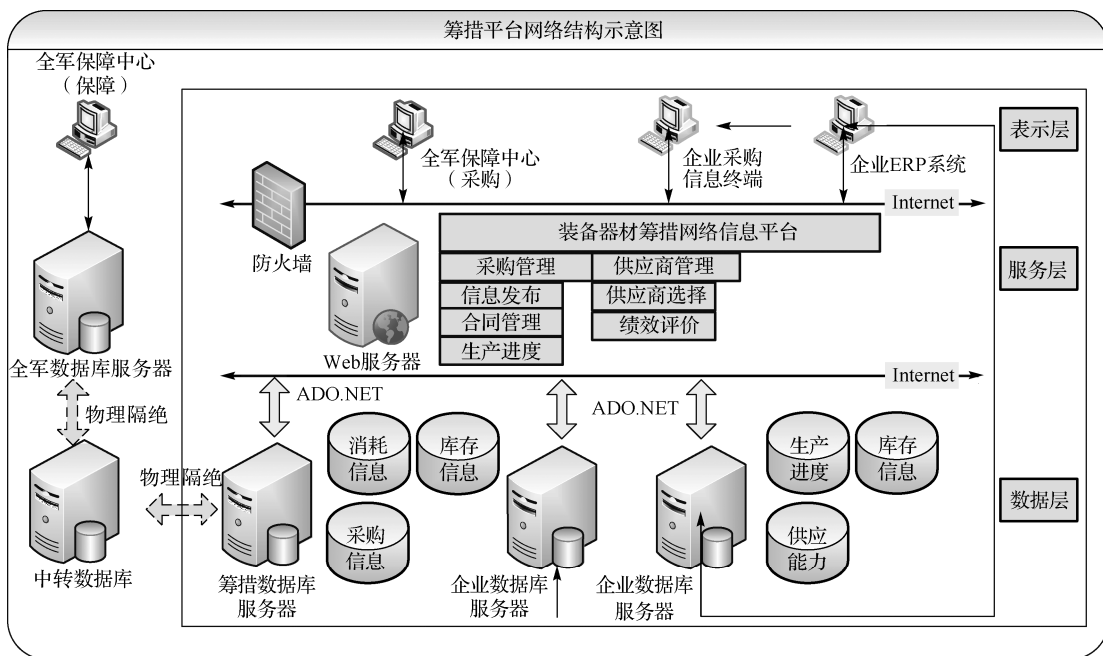 筹措平台网络结构示意图
全军保障中心
（保障）
表示层
全军保障中心
（采购）
企业采购
信息终端
企业ERP系统
Internet
防火墙
装备器材筹措网络信息平台
采购管理
供应商管理
信息发布
供应商选择
合同管理
绩效评价
生产进度
服务层
Web服务器
全军数据库服务器
Internet
ADO.NET
ADO.NET
物理隔绝
消耗
信息
库存
信息
生产
进度
库存
信息
物理隔绝
数据层
采购
信息
供应
能力
中转数据库
筹措数据库
服务器
企业数据库
服务器
企业数据库
服务器